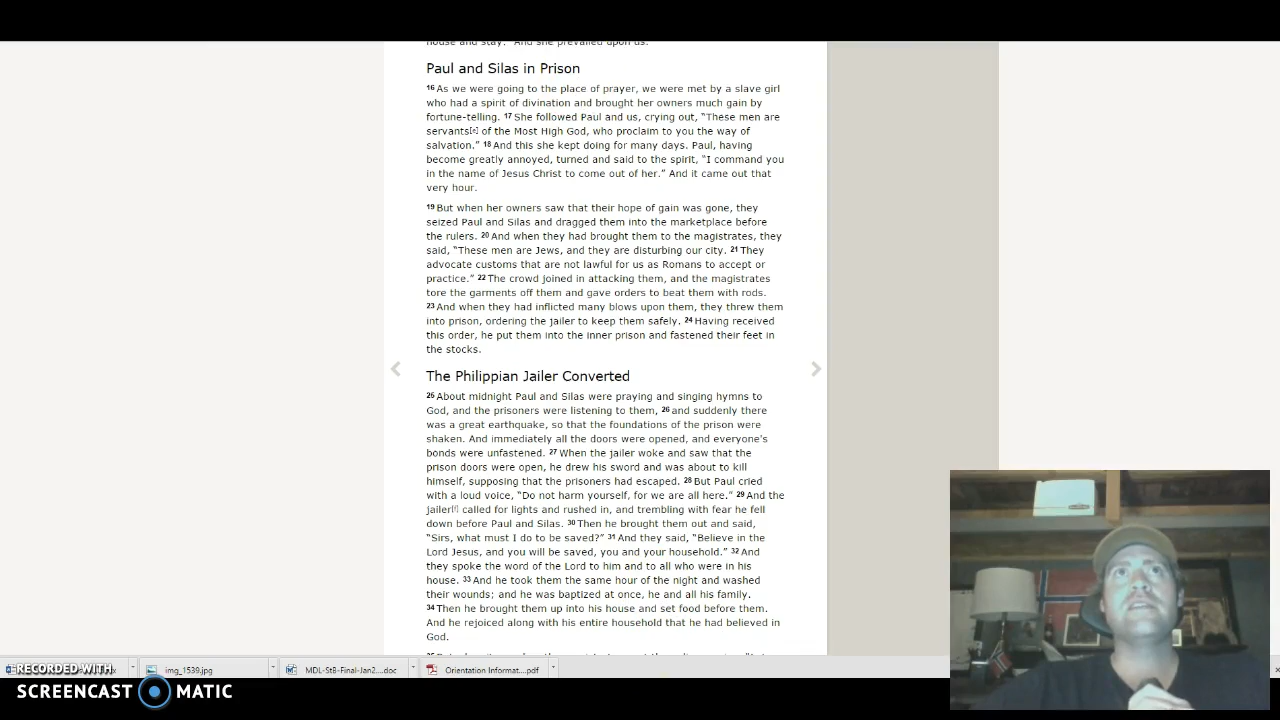 house and stay." And she prevailed upon us.
Paul and Silas in Prison
16 As we were going to the place of prayer, we were met by a slave girl
who had a spirit of divination and brought her owners much gain by
fortune-telling. 17 She followed Paul and us, crying out, “These men are
servants[e] of the Most High God, who proclaim to you the way of
salvation.” 18 And this she kept doing for many days. Paul, having
become greatly annoyed, turned and said to the spirit, “I command you
in the name of Jesus Christ to come out of her.” And it came out that
very hour.
19 But when her owners saw that their hope of gain was gone, they
seized Paul and Silas and dragged them into the marketplace before
the rulers. 20 And when they had brought them to the magistrates, they
said, “These men are Jews, and they are disturbing our city. 21 They
advocate customs that are not lawful for us as Romans to accept or
practice.” 22 The crowd joined in attacking them, and the magistrates
tore the garments off them and gave orders to beat them with rods.
23 And when they had inflicted many blows upon them, they threw them
into prison, ordering the jailer to keep them safely. 24 Having received
this order, he put them into the inner prison and fastened their feet in
the stocks.
The Philippian Jailer Converted
25 About midnight Paul and Silas were praying and singing hymns to
God, and the prisoners were listening to them, 26 and suddenly there
was a great earthquake, so that the foundations of the prison were
shaken. And immediately all the doors were opened, and everyone's
bonds were unfastened. 27 When the jailer woke and saw that the
prison doors were open, he drew his sword and was about to kill
himself, supposing that the prisoners had escaped. 28 But Paul cried
with a loud voice, “Do not harm yourself, for we are all here.” 29 And the
jailer[f] called for lights and rushed in, and trembling with fear he fell
down before Paul and Silas. 30 Then he brought them out and said,
“Sirs, what must I do to be saved?” 31 And they said, “Believe in the
Lord Jesus, and you will be saved, you and your household.” 32 And
they spoke the word of the Lord to him and to all who were in his
house. 33 And he took them the same hour of the night and washed
their wounds; and he was baptized at once, he and all his family.
34 Then he brought them up into his house and set food before them.
And he rejoiced along with his entire household that he had believed in
God.
img_1539.jpg
MDL-StB-Final-Jan2....doc
Orientation Informat....pdf
RECORDED WITH
SCREENCAST MATIC